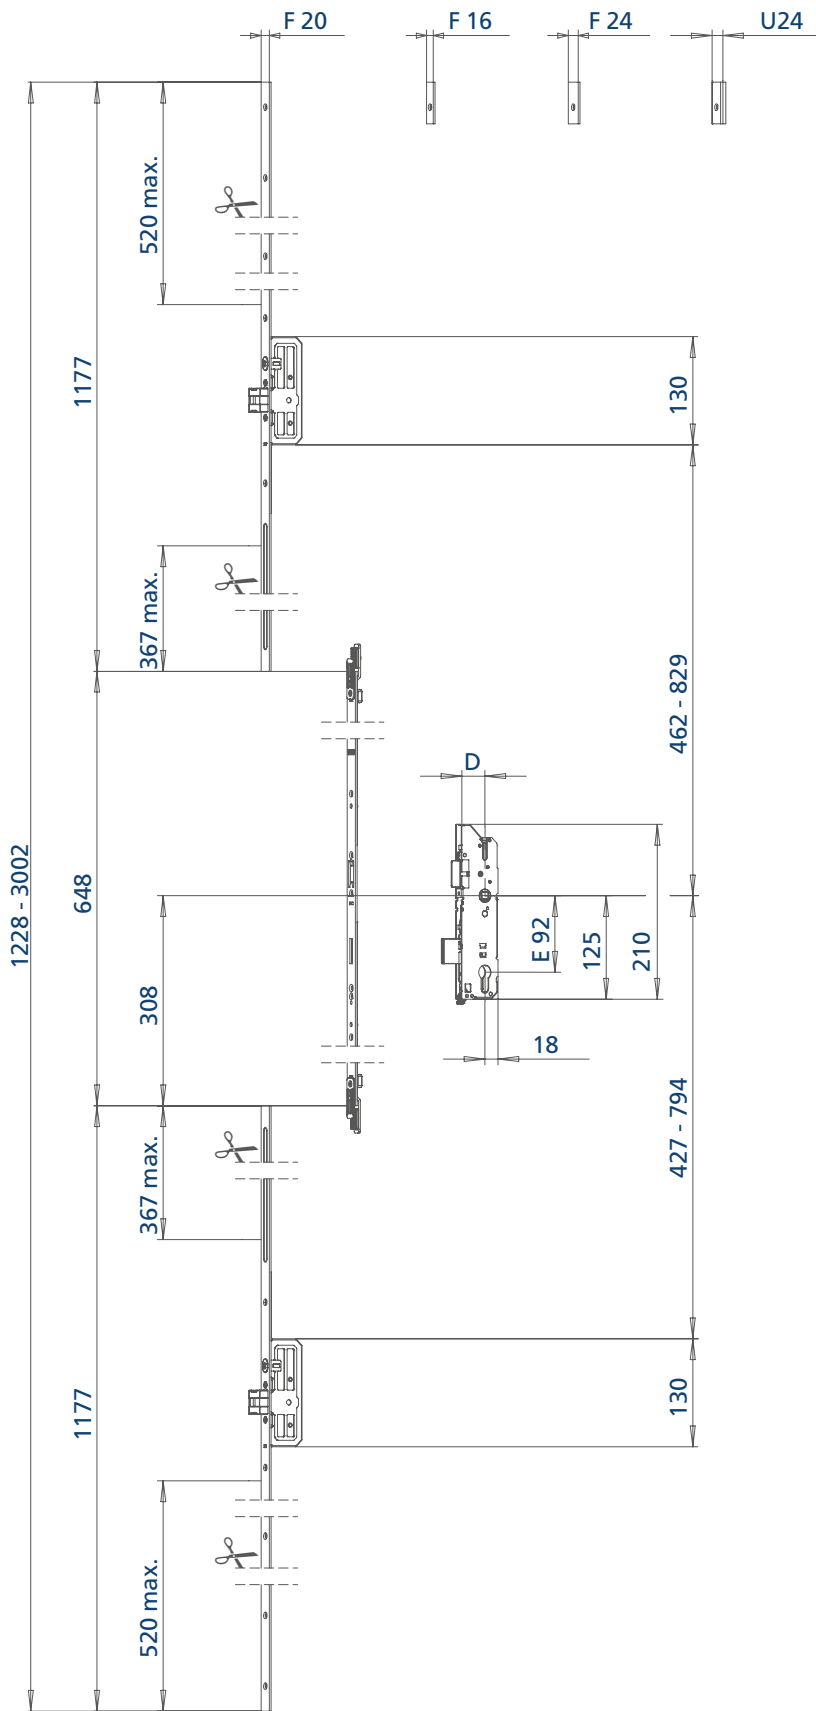 F 20
F 16
F 24
U24
520 max.
1177
130
367 max.
462 - 829
D
1228 - 3002
648
E 92
125
210
308
18
427 - 794
367 max.
1177
130
520 max.